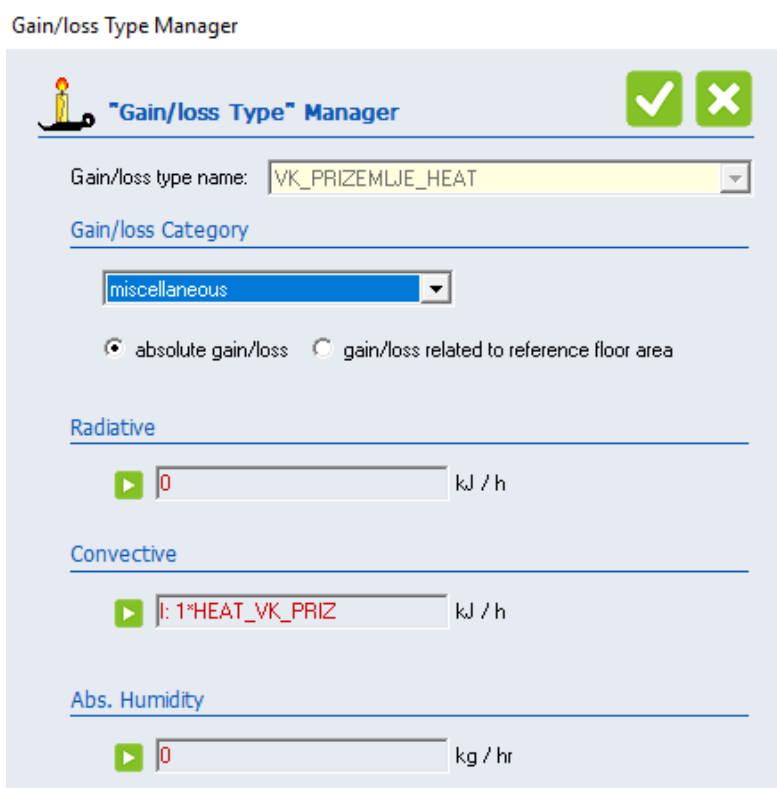 Gain/loss Type Manager
"Gain/loss Type" Manager
Gain/loss type name: VK_PRIZEMLJE_HEAT
Gain/loss Category
miscellaneous
absolute gain/loss gain/loss related to reference floor area
Radiative
0 kJ / h
Convective
I: 1*HEAT_VK_PRIZ kJ / h
Abs. Humidity
0 kg / hr